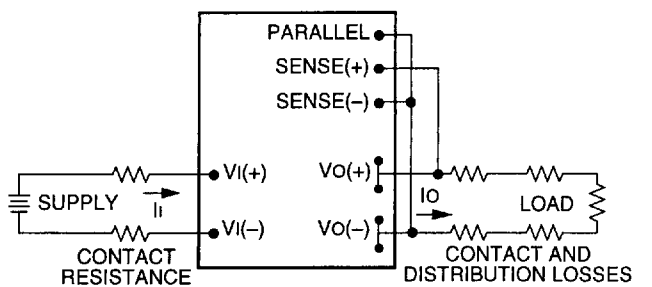 PARALLEL
SENSE(+)
SENSE(–)
VI(+)
VO(+)
SUPPLY
II
IO
LOAD
VI(–)
VO(–)
CONTACT
RESISTANCE
CONTACT AND
DISTRIBUTION LOSSES